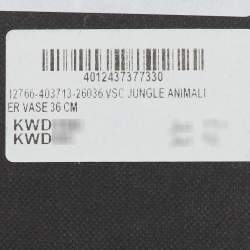 4012437377330
12766-403713-26036.VSC JUNGLE ANIMALI
ER VASE 36 CM
KWD
KWD